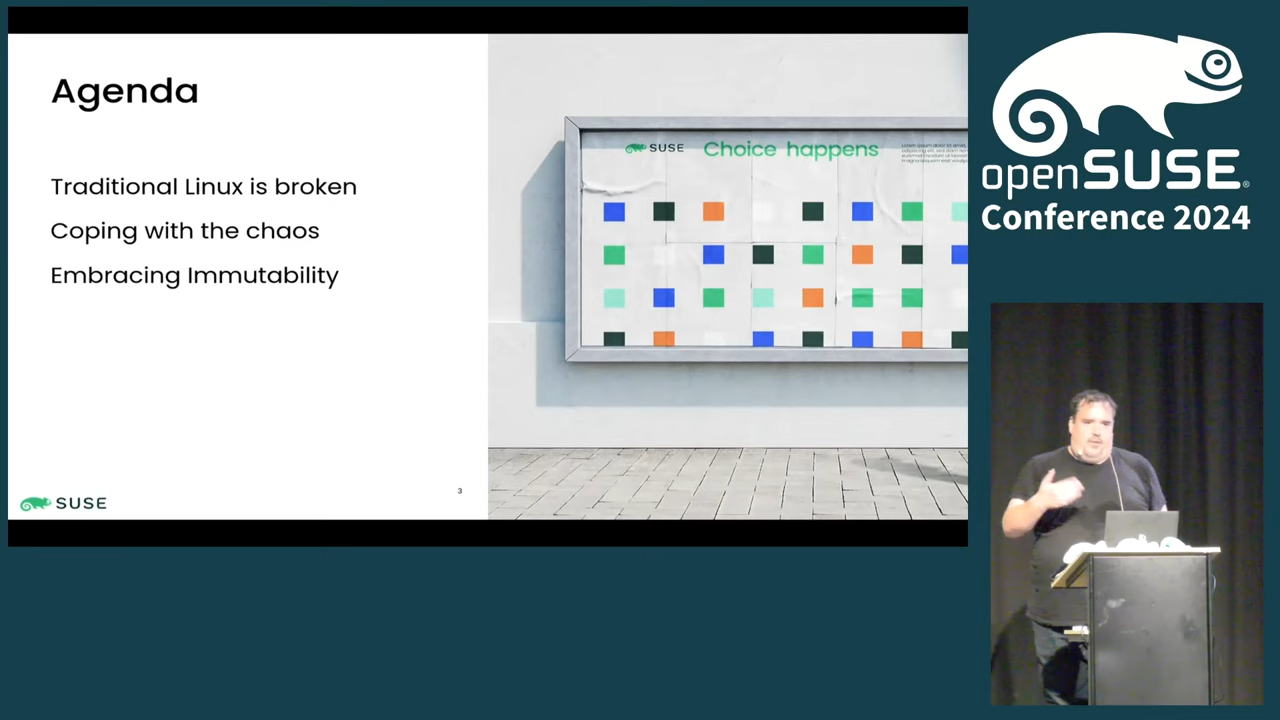 Agenda
Traditional Linux is broken
Coping with the chaos
Embracing Immutability
3
SUSE
SUSE
Choice happens
openSUSE
Conference 2024